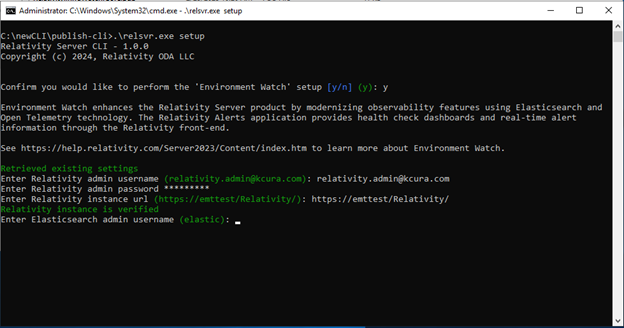 Administrator: C:\Windows\System32\cmd.exe - .\relsvr.exe setup
C:\newCLI\publish-cli>.\relsvr.exe setup
Relativity Server CLI - 1.0.0
Copyright (c) 2024, Relativity ODA LLC
Confirm you would like to perform the 'Environment Watch' setup [y/n] (y): y
Environment Watch enhances the Relativity Server product by modernizing observability features using Elasticsearch and
Open Telemetry technology. The Relativity Alerts application provides health check dashboards and real-time alert
information through the Relativity front-end.
See https://help.relativity.com/Server2023/Content/index.htm to learn more about Environment Watch.
Retrieved existing settings
Enter Relativity admin username (relativity.admin@kcura.com): relativity.admin@kcura.com
Enter Relativity admin password *********
Enter Relativity instance url (https://emttest/Relativity/): https://emttest/Relativity/
Relativity instance is verified
Enter Elasticsearch admin username (elastic):